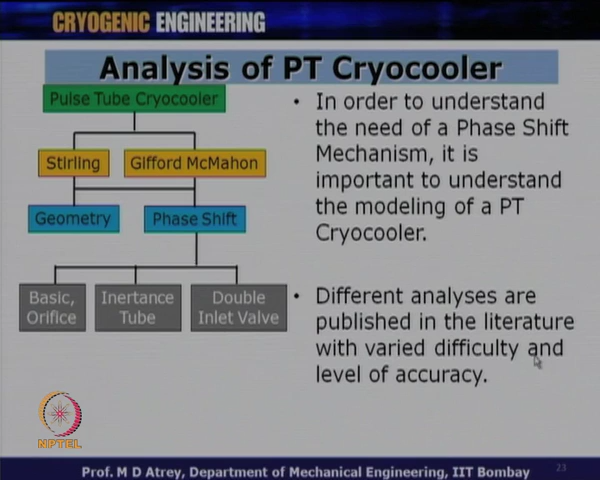 CRYOGENIC ENGINEERING
Analysis of PT Cryocooler
Pulse Tube Cryocooler
Stirling
Gifford McMahon
Geometry
Phase Shift
Basic,
Orifice
Inertance
Tube
Double
Inlet Valve
• In order to understand
the need of a Phase Shift
Mechanism, it is
important to understand
the modeling of a PT
Cryocooler.
• Different analyses are
published in the literature
with varied difficulty and
level of accuracy.
NPTEL
Prof. M D Atrey, Department of Mechanical Engineering, IIT Bombay
23